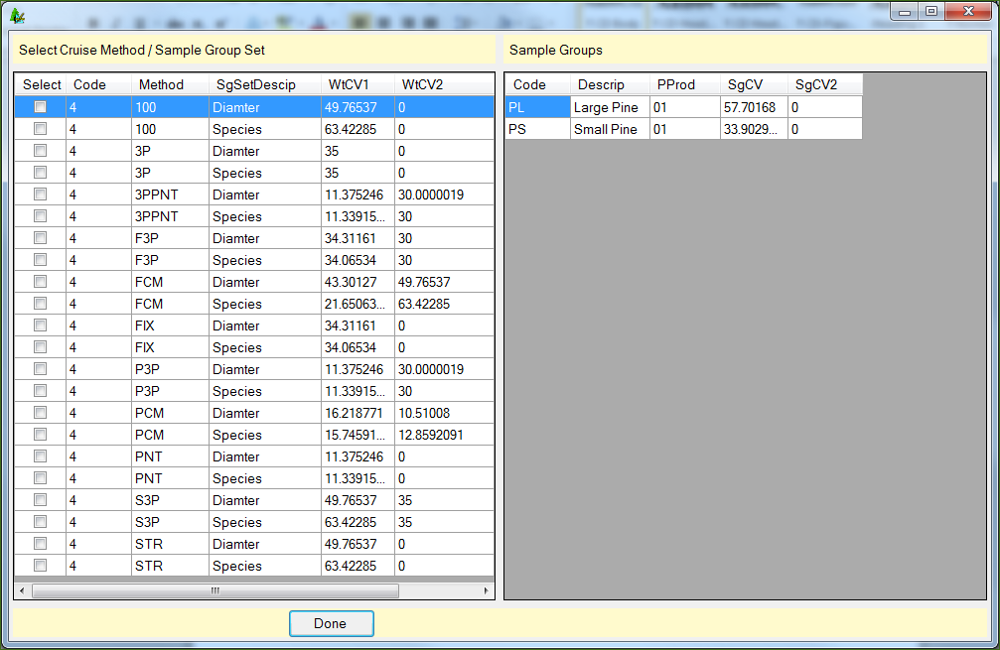 Select Cruise Method / Sample Group Set
Sample Groups
Select Code Method SgSetDescip WtCV1 WtCV2
4 100 Diamter 49.76537 0
4 100 Species 63.42285 0
4 3P Diamter 35 0
4 3P Species 35 0
4 3PPNT Diamter 11.375246 30.0000019
4 3PPNT Species 11.33915... 30
4 F3P Diamter 34.31161 30
4 F3P Species 34.06534 30
4 FCM Diamter 43.30127 49.76537
4 FCM Species 21.65063... 63.42285
4 FIX Diamter 34.31161 0
4 FIX Species 34.06534 0
4 P3P Diamter 11.375246 30.0000019
4 P3P Species 11.33915... 30
4 PCM Diamter 16.218771 10.51008
4 PCM Species 15.74591... 12.8592091
4 PNT Diamter 11.375246 0
4 PNT Species 11.33915... 0
4 S3P Diamter 49.76537 35
4 S3P Species 63.42285 35
4 STR Diamter 49.76537 0
4 STR Species 63.42285 0
Code Descrip PProd SgCV SgCV2
PL Large Pine 01 57.70168 0
PS Small Pine 01 33.9029... 0
Done